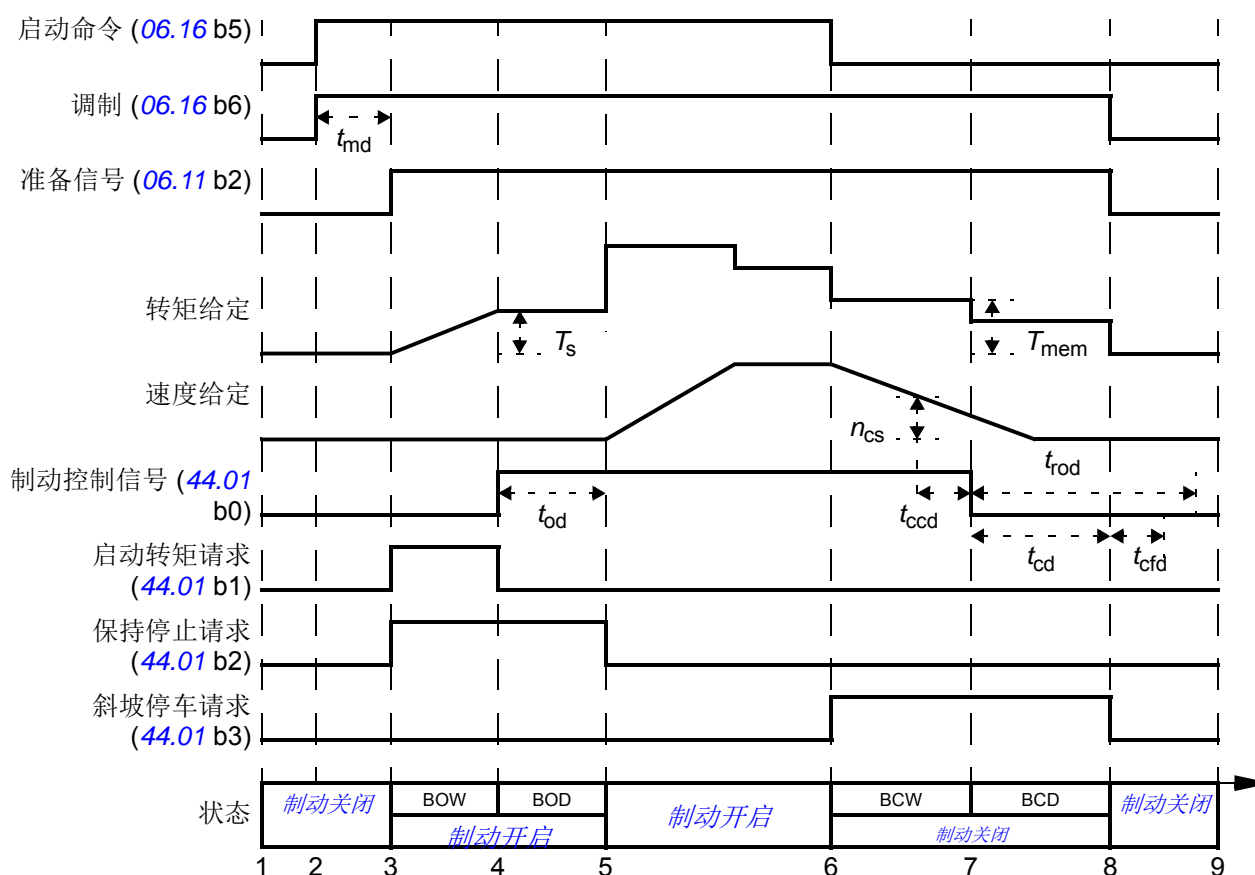 启动命令 (06.16 b5)
调制 (06.16 b6)
tmd
准备信号 (06.11 b2)
转矩给定
Ts
Tmem
速度给定
ncs
制动控制信号 (44.01
b0)
tod
tccd
trod
tcd
tcfd
启动转矩请求
(44.01 b1)
保持停止请求
(44.01 b2)
斜坡停车请求
(44.01 b3)
状态
制动关闭
BOW
BOD
制动开启
制动开启
BCW
BCD
制动关闭
制动关闭
1 2 3 4 5 6 7 8 9